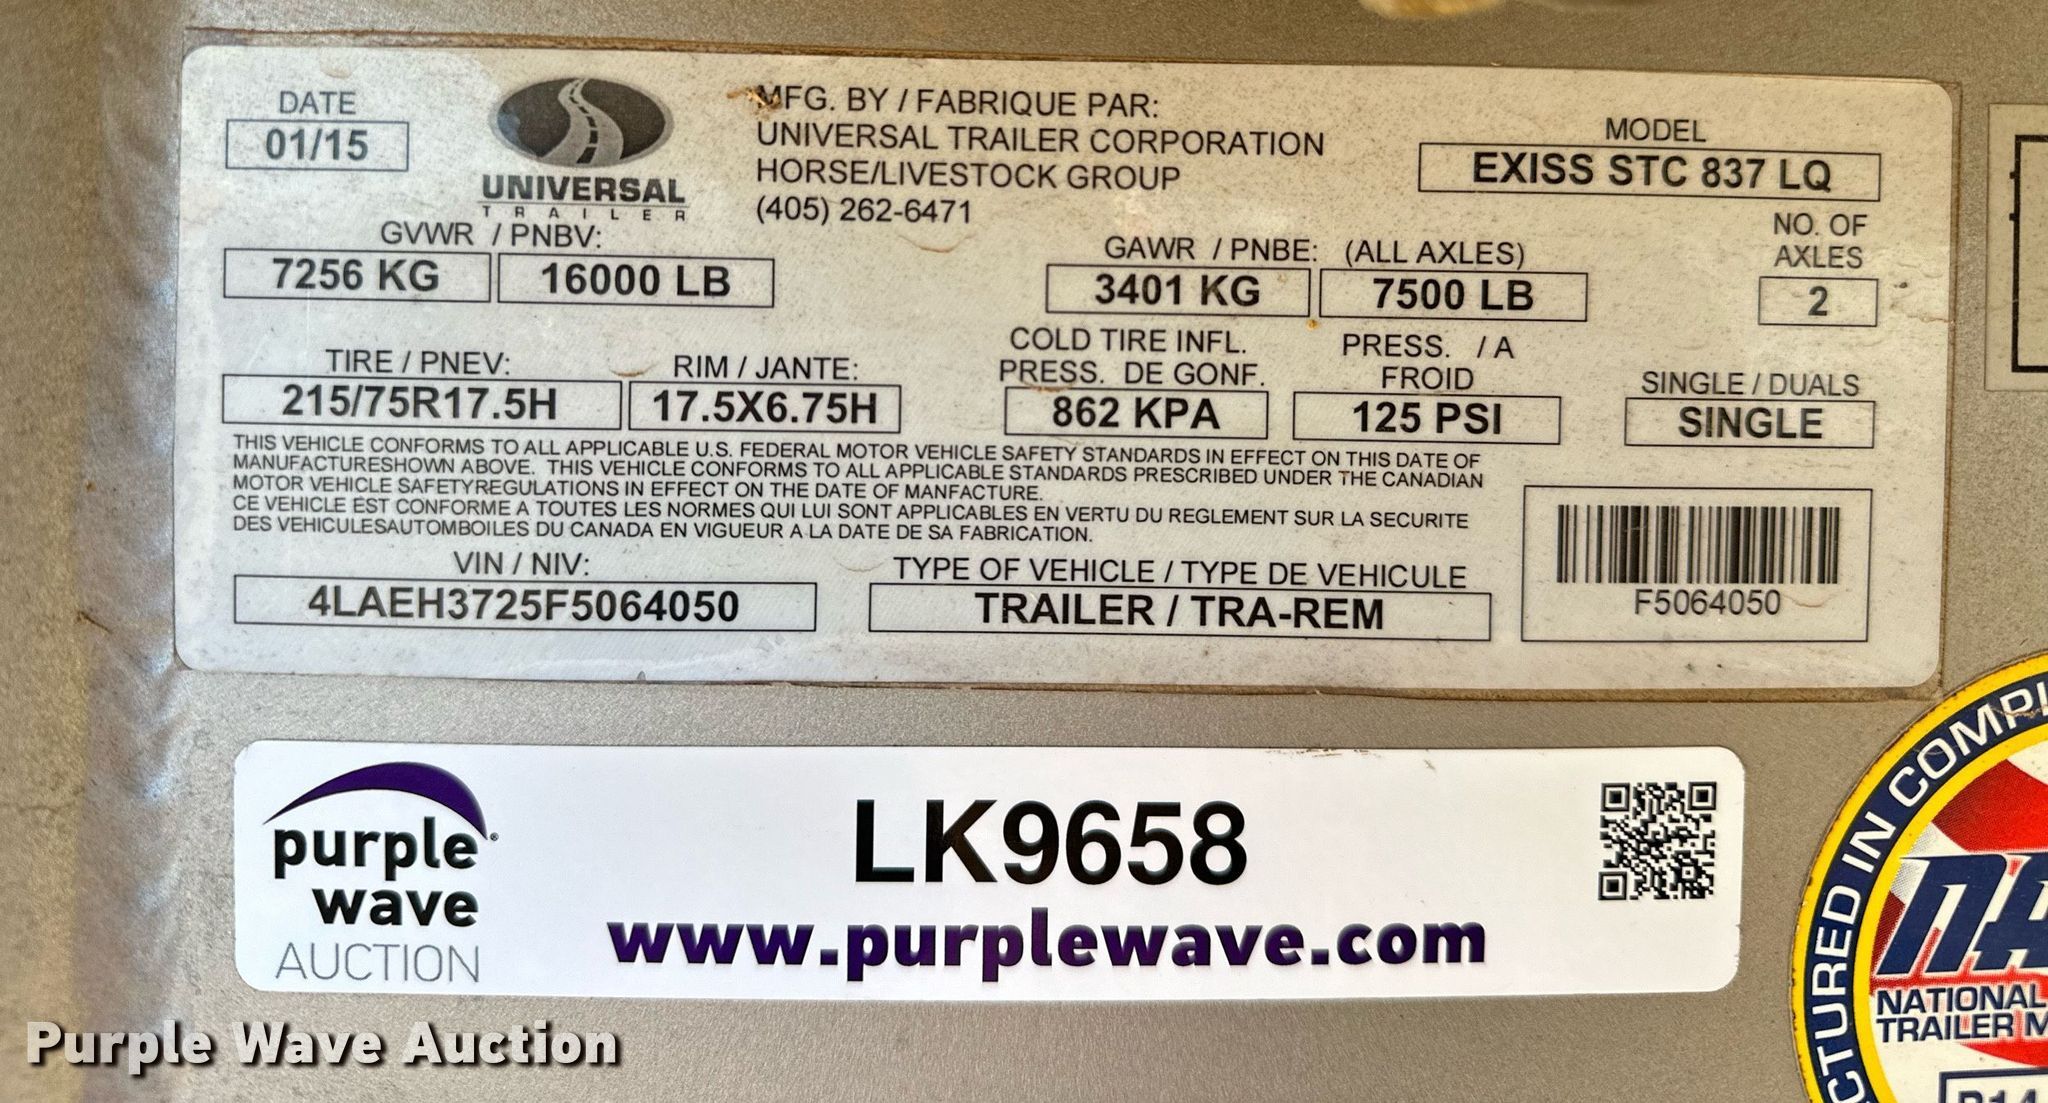 DATE
01/15
UNIVERSAL
TRAILER
MFG. BY / FABRIQUE PAR:
UNIVERSAL TRAILER CORPORATION
HORSE/LIVESTOCK GROUP
(405) 262-6471
MODEL
EXISS STC 837 LQ
GVWR / PNBV:
7256 KG 16000 LB
GAWR / PNBE: (ALL AXLES)
3401 KG 7500 LB
NO. OF
AXLES
2
TIRE / PNEV:
215/75R17.5H
RIM / JANTE:
17.5X6.75H
COLD TIRE INFL. PRESS. / A
PRESS. DE GONF. FROID
862 KPA 125 PSI
SINGLE / DUALS
SINGLE
THIS VEHICLE CONFORMS TO ALL APPLICABLE U.S. FEDERAL MOTOR VEHICLE SAFETY STANDARDS IN EFFECT ON THIS DATE OF
MANUFACTURESHOWN ABOVE. THIS VEHICLE CONFORMS TO ALL APPLICABLE STANDARDS PRESCRIBED UNDER THE CANADIAN
MOTOR VEHICLE SAFETYREGULATIONS IN EFFECT ON THE DATE OF MANFACTURE.
CE VEHICLE EST CONFORME A TOUTES LES NORMES QUI LUI SONT APPLICABLES EN VERTU DU REGLEMENT SUR LA SECURITE
DES VEHICULESAUTOMBOILES DU CANADA EN VIGUEUR A LA DATE DE SA FABRICATION.
VIN / NIV:
4LAEH3725F5064050
TYPE OF VEHICLE / TYPE DE VEHICULE
TRAILER / TRA-REM
F5064050
purple
wave
AUCTION
LK9658
www.purplewave.com
IN
NATIONAL
TRAILER
Purple Wave Auction